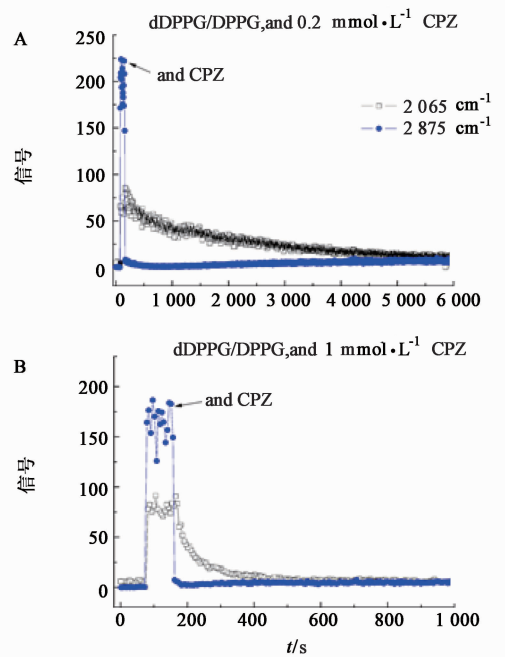 A
dDPPG/DPPG,and 0.2 mmol·L-1 CPZ
250
and CPZ
200
2 065 cm-1
2 875 cm-1
150
信号
100
50
0
0 1 000 2 000 3 000 4 000 5 000 6 000
B
dDPPG/DPPG,and 1 mmol·L-1 CPZ
200
and CPZ
150
信号
100
50
0
0 200 400 600 800 1 000
t/s